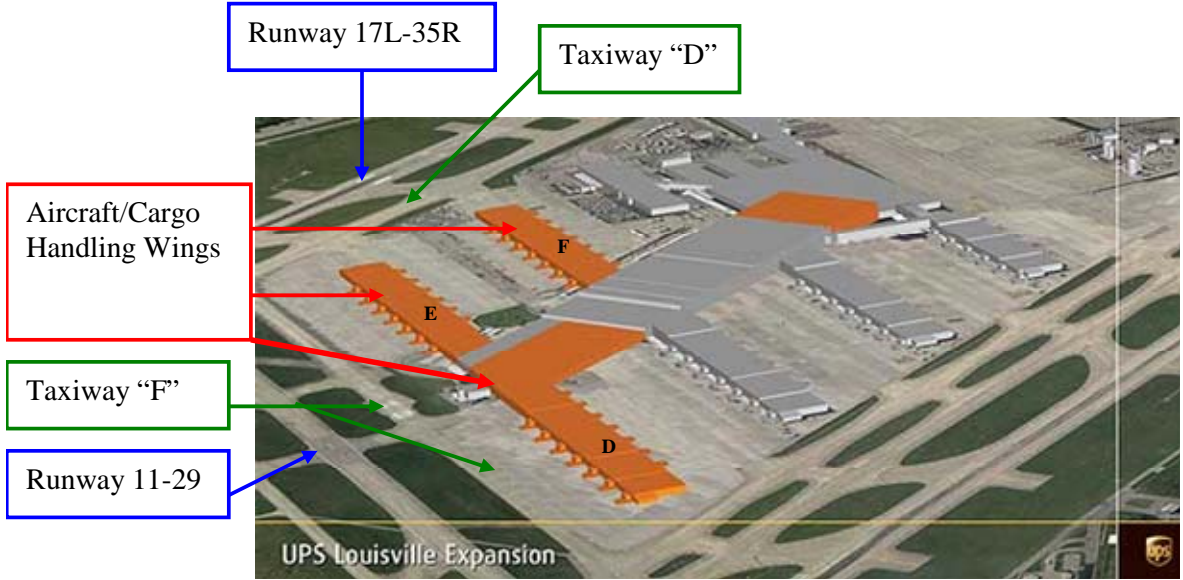 Runway 17L-35R
Taxiway “D”
Aircraft/Cargo
Handling Wings
F
E
Taxiway “F”
D
Runway 11-29
UPS Louisville Expansion
ups